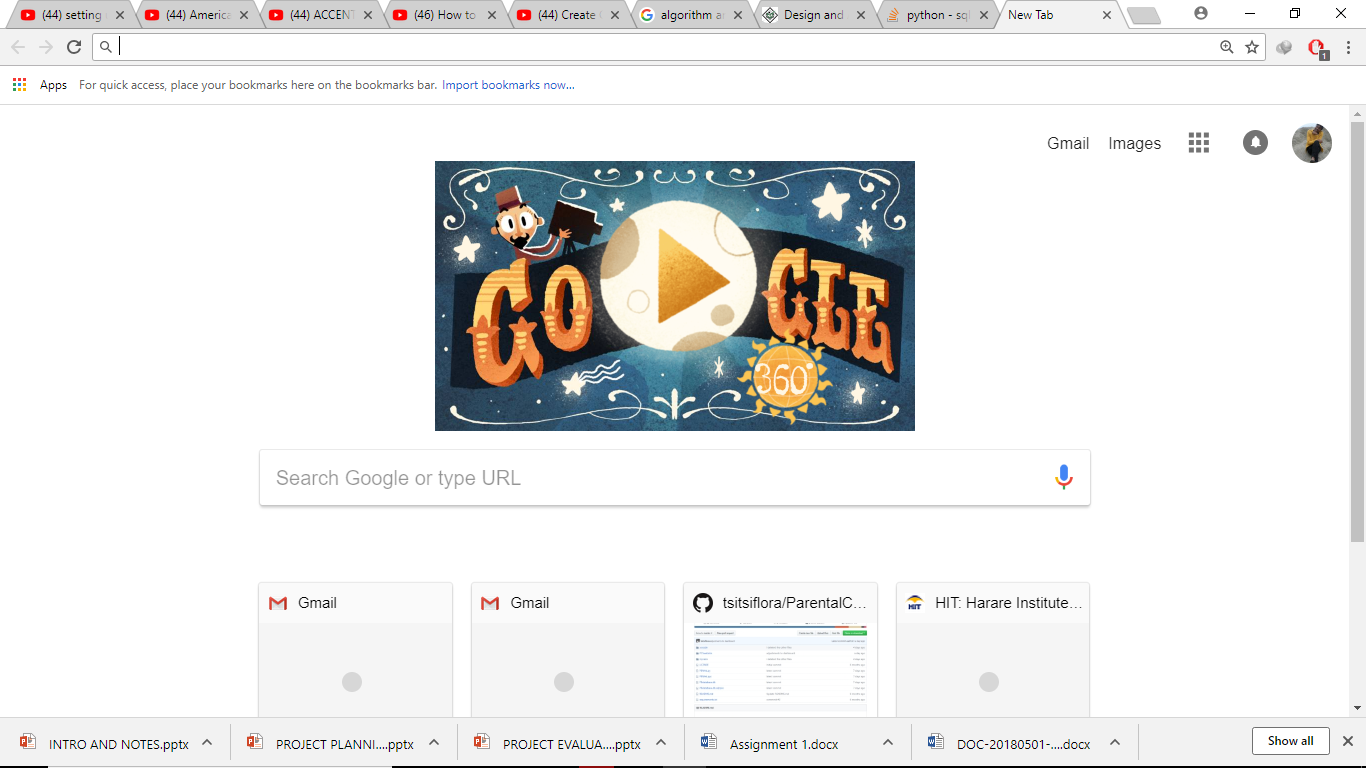 (44) setting
(44) America
(44) ACCENT
(46) How to
(44) Create
algorithm a
Design and
python - sql
New Tab
Apps
For quick access, place your bookmarks here on the bookmarks bar. Import bookmarks now...
1
Gmail
Images
GOOGLE
360°
Search Google or type URL
Gmail
Gmail
tsitsiflora/ParentalC...
HIT
HIT: Harare Institute...
INTRO AND NOTES.pptx
PROJECT PLANNI....pptx
PROJECT EVALUA....pptx
Assignment 1.docx
DOC-20180501-....docx
Show all